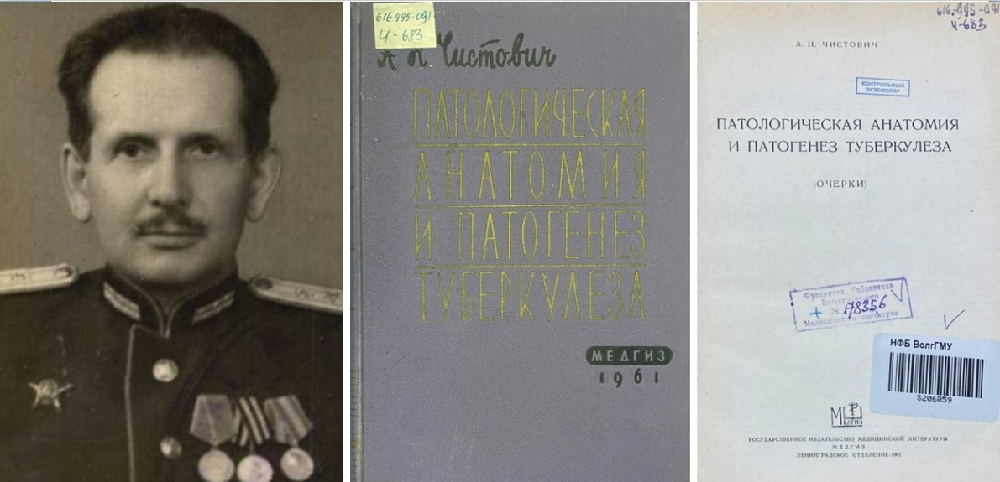 616.995-091
Ч-683
А. Н. Чистович
ПАТОЛОГИЧЕСКАЯ
АНАТОМИЯ
И ПАТОГЕНЕЗ
ТУБЕРКУЛЕЗА
МЕДГИЗ
1961
616.995-091
Ч-683
А. Н. ЧИСТОВИЧ
КОНТРОЛЬНЫЙ
ЭКЗЕМПЛЯР
ПАТОЛОГИЧЕСКАЯ АНАТОМИЯ
И ПАТОГЕНЕЗ ТУБЕРКУЛЕЗА
(ОЧЕРКИ)
Фундамент. библиотека
№ 178356
Медицинского института
НФБ ВолгГМУ
S206059
МЕДГИЗ
ГОСУДАРСТВЕННОЕ ИЗДАТЕЛЬСТВО МЕДИЦИНСКОЙ ЛИТЕРАТУРЫ
МЕДГИЗ
ЛЕНИНГРАДСКОЕ ОТДЕЛЕНИЕ-1961